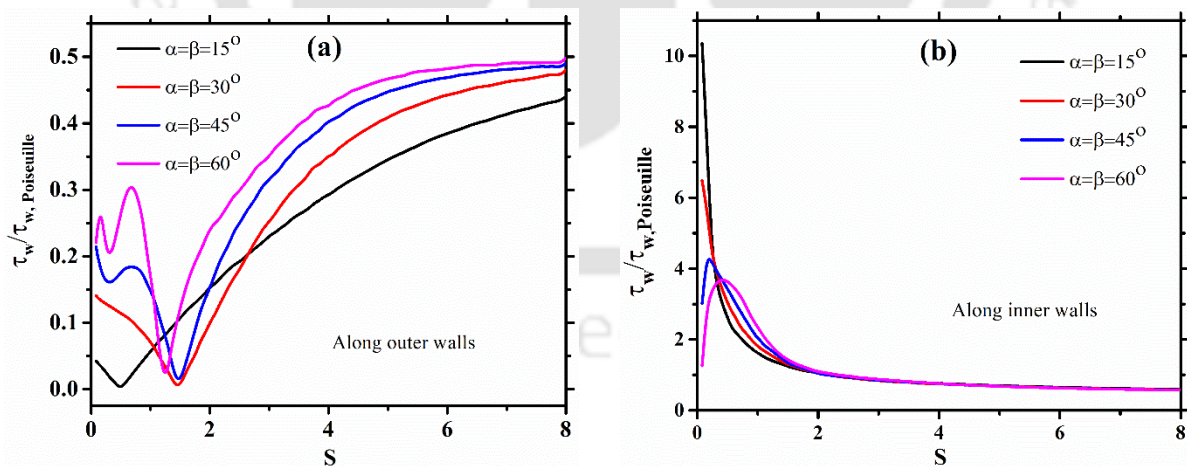 (a)
α=β=15°
α=β=30°
α=β=45°
α=β=60°
Along outer walls
τw/τw, Poiseuille
0.5
0.4
0.3
0.2
0.1
0.0
0 2 4 6 8
S
(b)
α=β=15°
α=β=30°
α=β=45°
α=β=60°
Along inner walls
τw/τw,Poiseuille
10
8
6
4
2
0
0 2 4 6 8
S